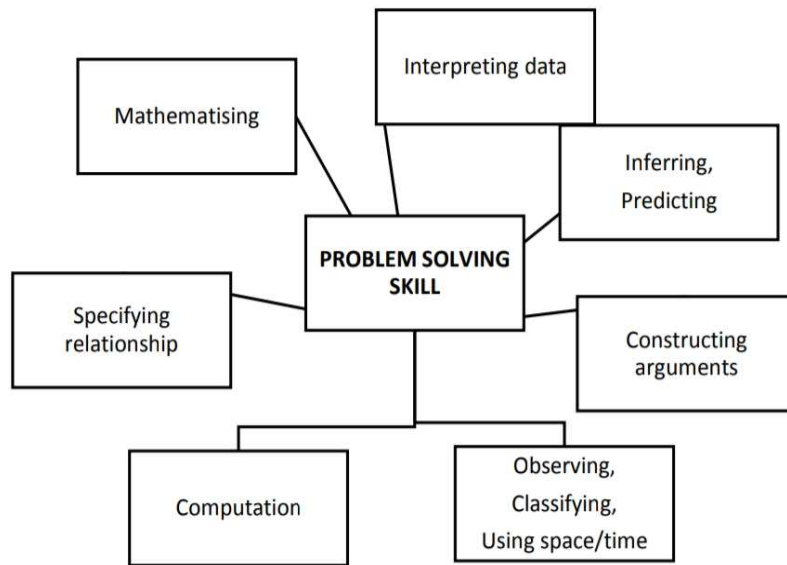 Interpreting data
Mathematising
Inferring,
Predicting
PROBLEM SOLVING
SKILL
Specifying
relationship
Constructing
arguments
Computation
Observing,
Classifying,
Using space/time